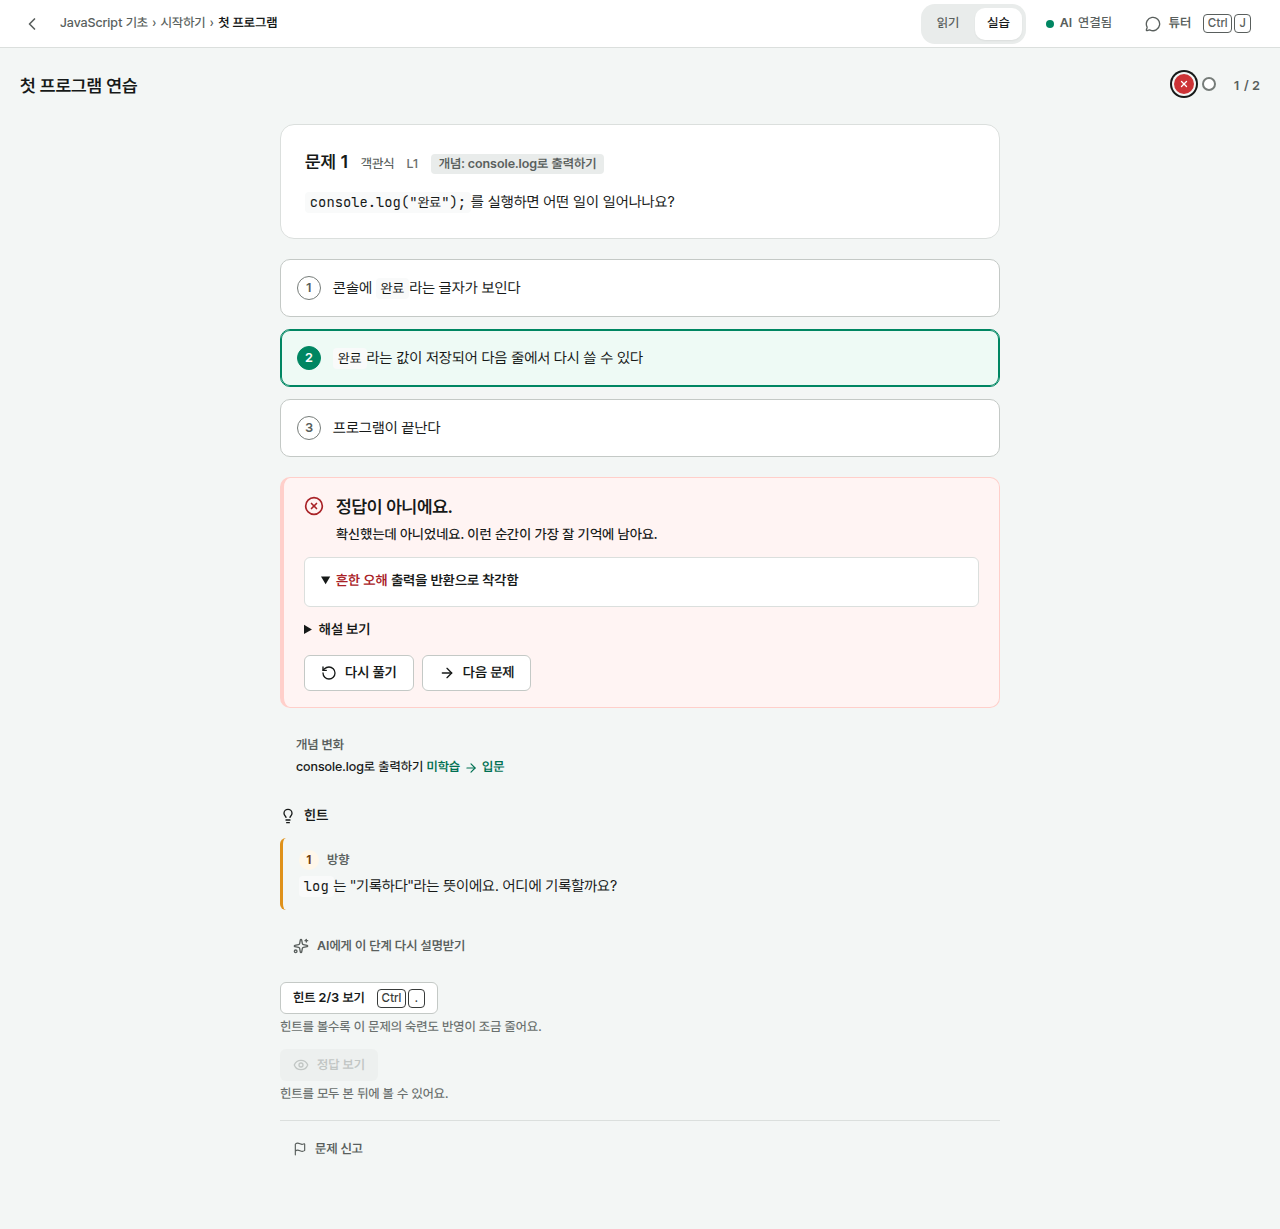 JavaScript 기초 › 시작하기 › 첫 프로그램
읽기 실습 AI 연결됨 튜터 Ctrl J
첫 프로그램 연습
1 / 2
문제 1 객관식 L1 개념: console.log로 출력하기
console.log("완료"); 를 실행하면 어떤 일이 일어나나요?
1 콘솔에 완료 라는 글자가 보인다
2 완료 라는 값이 저장되어 다음 줄에서 다시 쓸 수 있다
3 프로그램이 끝난다
정답이 아니에요.
확신했는데 아니었네요. 이런 순간이 가장 잘 기억에 남아요.
▼ 흔한 오해 출력을 반환으로 착각함
▶ 해설 보기
다시 풀기 → 다음 문제
개념 변화
console.log로 출력하기 미학습 → 입문
힌트
1 방향
log 는 "기록하다"라는 뜻이에요. 어디에 기록할까요?
AI에게 이 단계 다시 설명받기
힌트 2/3 보기 Ctrl .
힌트를 볼수록 이 문제의 숙련도 반영이 조금 줄어요.
정답 보기
힌트를 모두 본 뒤에 볼 수 있어요.
문제 신고